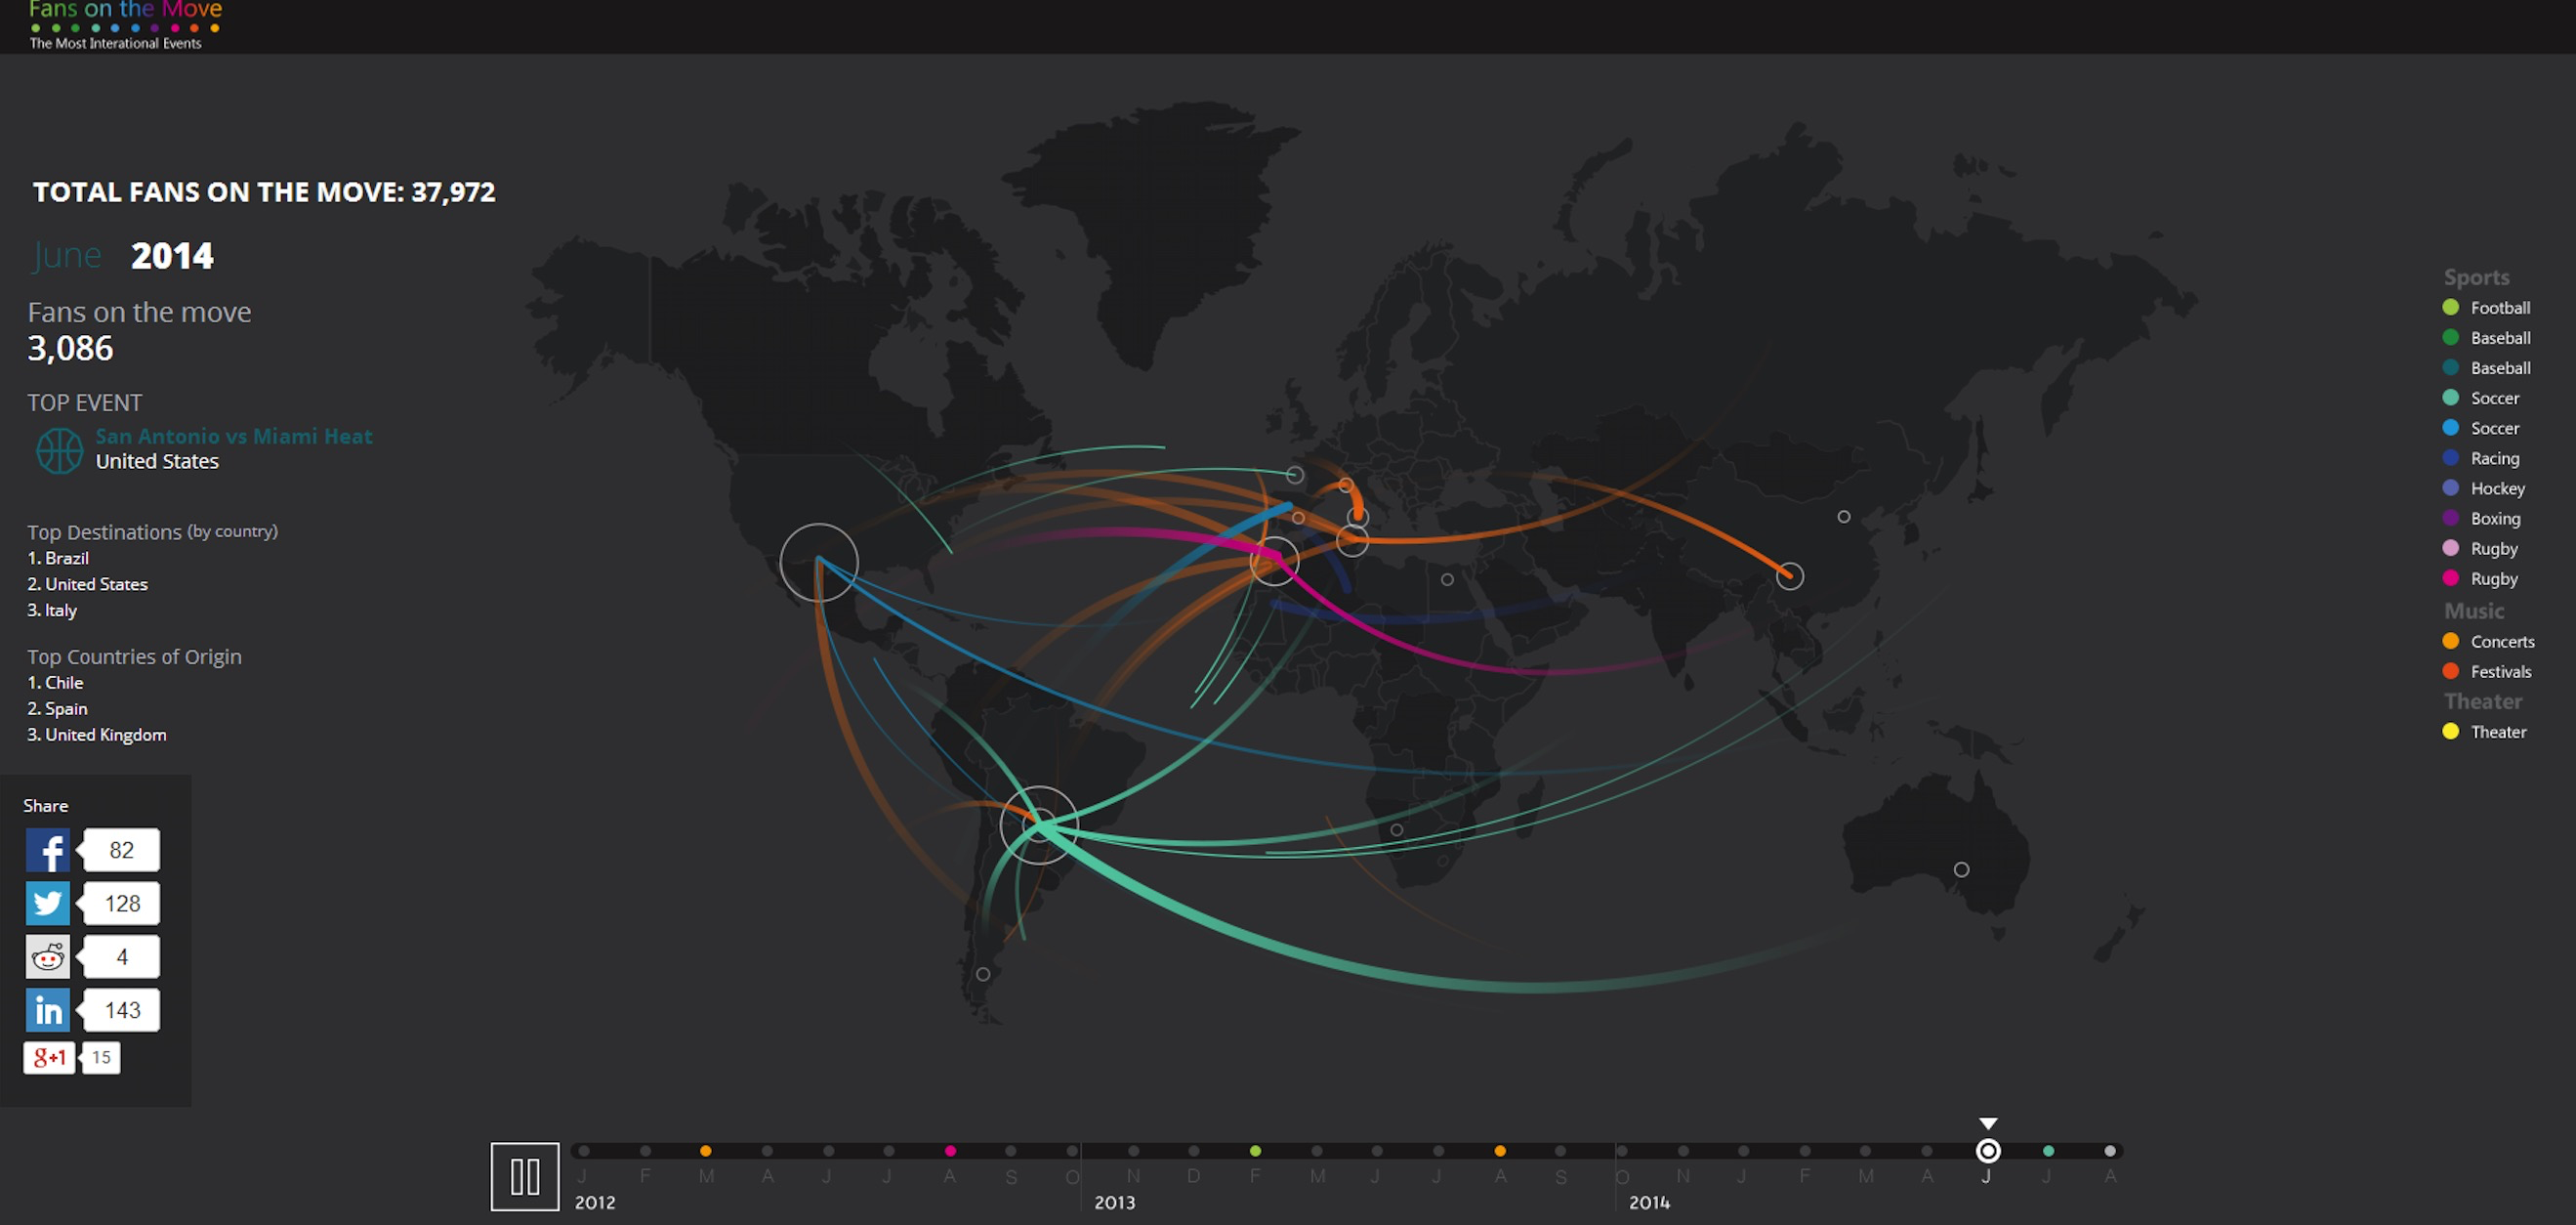 Fans on the Move
The Most Interational Events
TOTAL FANS ON THE MOVE: 37,972
June 2014
Fans on the move
3,086
TOP EVENT
San Antonio vs Miami Heat
United States
Top Destinations (by country)
1. Brazil
2. United States
3. Italy
Top Countries of Origin
1. Chile
2. Spain
3. United Kingdom
Share
f 82
128
4
in 143
g+1 15
Sports
Football
Baseball
Baseball
Soccer
Soccer
Racing
Hockey
Boxing
Rugby
Rugby
Music
Concerts
Festivals
Theater
Theater
J F M A J J A S O N D F M J J A S O N J F M A J J A
2012 2013 2014